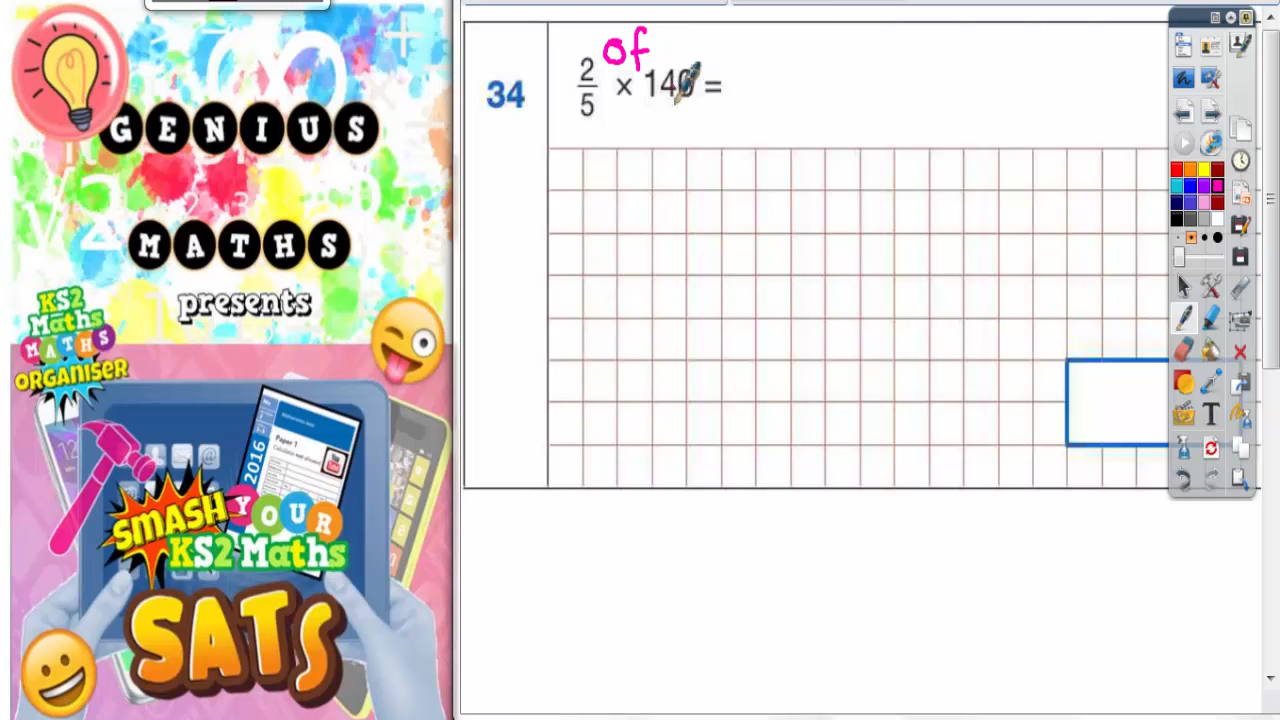 GENIUS
MATHS
presents
KS2
Maths
MATHS
ORGANISER
2016
Paper 1
SMASH YOUR
KS2 Maths
SATS
34
of
2
5
× 140 =